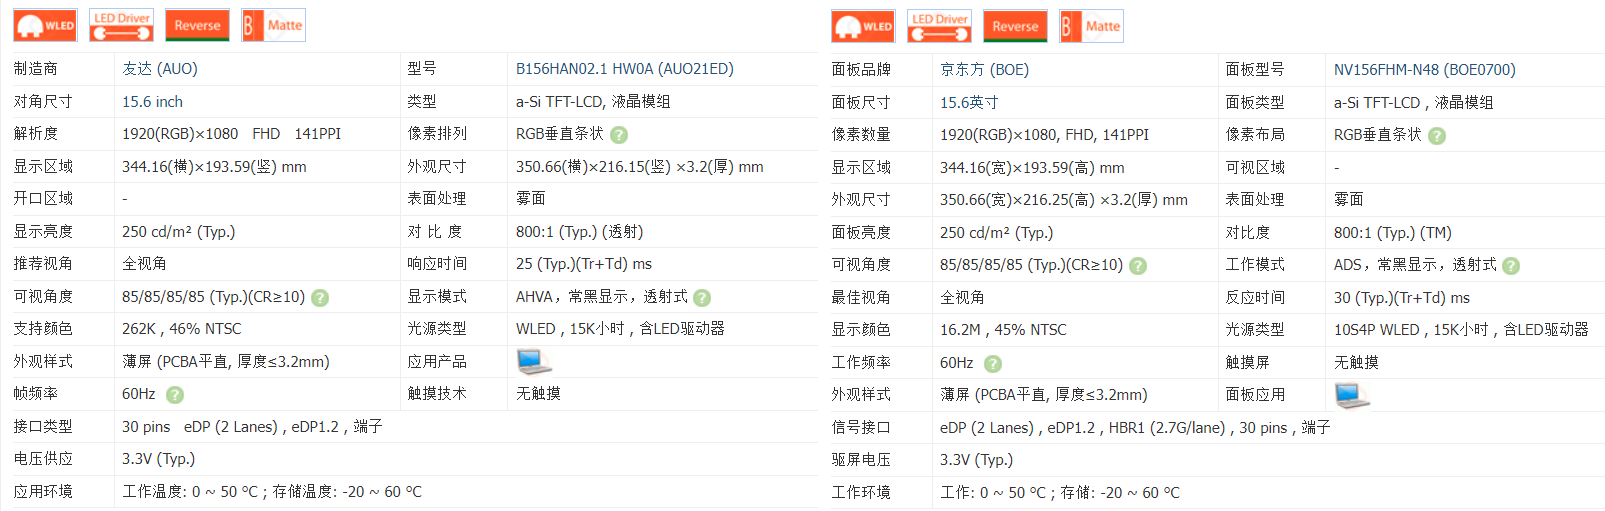 WLED LED Driver Reverse B Matte
制造商 友达 (AUO) 型号 B156HAN02.1 HW0A (AUO21ED)
对角尺寸 15.6 inch 类型 a-Si TFT-LCD, 液晶模组
解析度 1920(RGB)×1080 FHD 141PPI 像素排列 RGB垂直条状 ?
显示区域 344.16(横)×193.59(竖) mm 外观尺寸 350.66(横)×216.15(竖) ×3.2(厚) mm
开口区域 - 表面处理 雾面
显示亮度 250 cd/m² (Typ.) 对 比 度 800:1 (Typ.) (透射)
推荐视角 全视角 响应时间 25 (Typ.)(Tr+Td) ms
可视角度 85/85/85/85 (Typ.)(CR≥10) ? 显示模式 AHVA，常黑显示，透射式 ?
支持颜色 262K , 46% NTSC 光源类型 WLED , 15K小时 , 含LED驱动器
外观样式 薄屏 (PCBA平直, 厚度≤3.2mm) 应用产品
帧频率 60Hz ? 触摸技术 无触摸
接口类型 30 pins eDP (2 Lanes) , eDP1.2 , 端子
电压供应 3.3V (Typ.)
应用环境 工作温度: 0 ~ 50 °C ; 存储温度: -20 ~ 60 °C
WLED LED Driver Reverse B Matte
面板品牌 京东方 (BOE) 面板型号 NV156FHM-N48 (BOE0700)
面板尺寸 15.6英寸 面板类型 a-Si TFT-LCD , 液晶模组
像素数量 1920(RGB)×1080, FHD, 141PPI 像素布局 RGB垂直条状 ?
显示区域 344.16(宽)×193.59(高) mm 可视区域 -
外观尺寸 350.66(宽)×216.25(高) ×3.2(厚) mm 表面处理 雾面
面板亮度 250 cd/m² (Typ.) 对比度 800:1 (Typ.) (TM)
可视角度 85/85/85/85 (Typ.)(CR≥10) ? 工作模式 ADS，常黑显示，透射式 ?
最佳视角 全视角 反应时间 30 (Typ.)(Tr+Td) ms
显示颜色 16.2M , 45% NTSC 光源类型 10S4P WLED , 15K小时 , 含LED驱动器
工作频率 60Hz ? 触摸屏 无触摸
外观样式 薄屏 (PCBA平直, 厚度≤3.2mm) 面板应用
信号接口 eDP (2 Lanes) , eDP1.2 , HBR1 (2.7G/lane) , 30 pins , 端子
驱屏电压 3.3V (Typ.)
工作环境 工作: 0 ~ 50 °C ; 存储: -20 ~ 60 °C